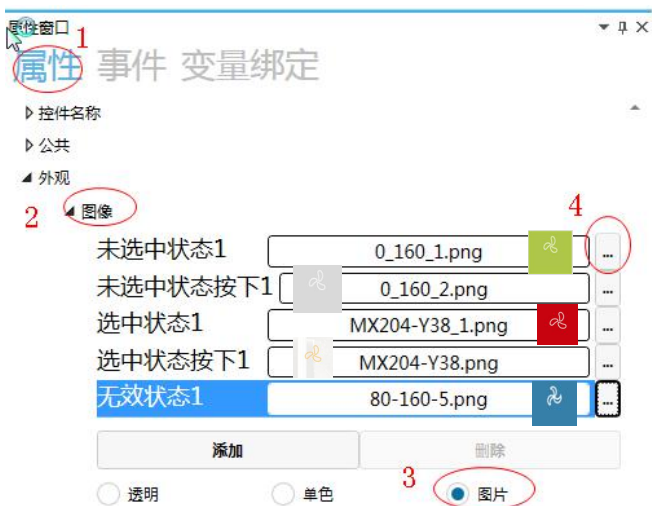 属性窗口
1
属性 事件 变量绑定
控件名称
公共
外观
2 图像 4
未选中状态1 0_160_1.png ...
未选中状态按下1 0_160_2.png ...
选中状态1 MX204-Y38_1.png ...
选中状态按下1 MX204-Y38.png ...
无效状态1 80-160-5.png ...
添加 删除
透明 单色 3 图片